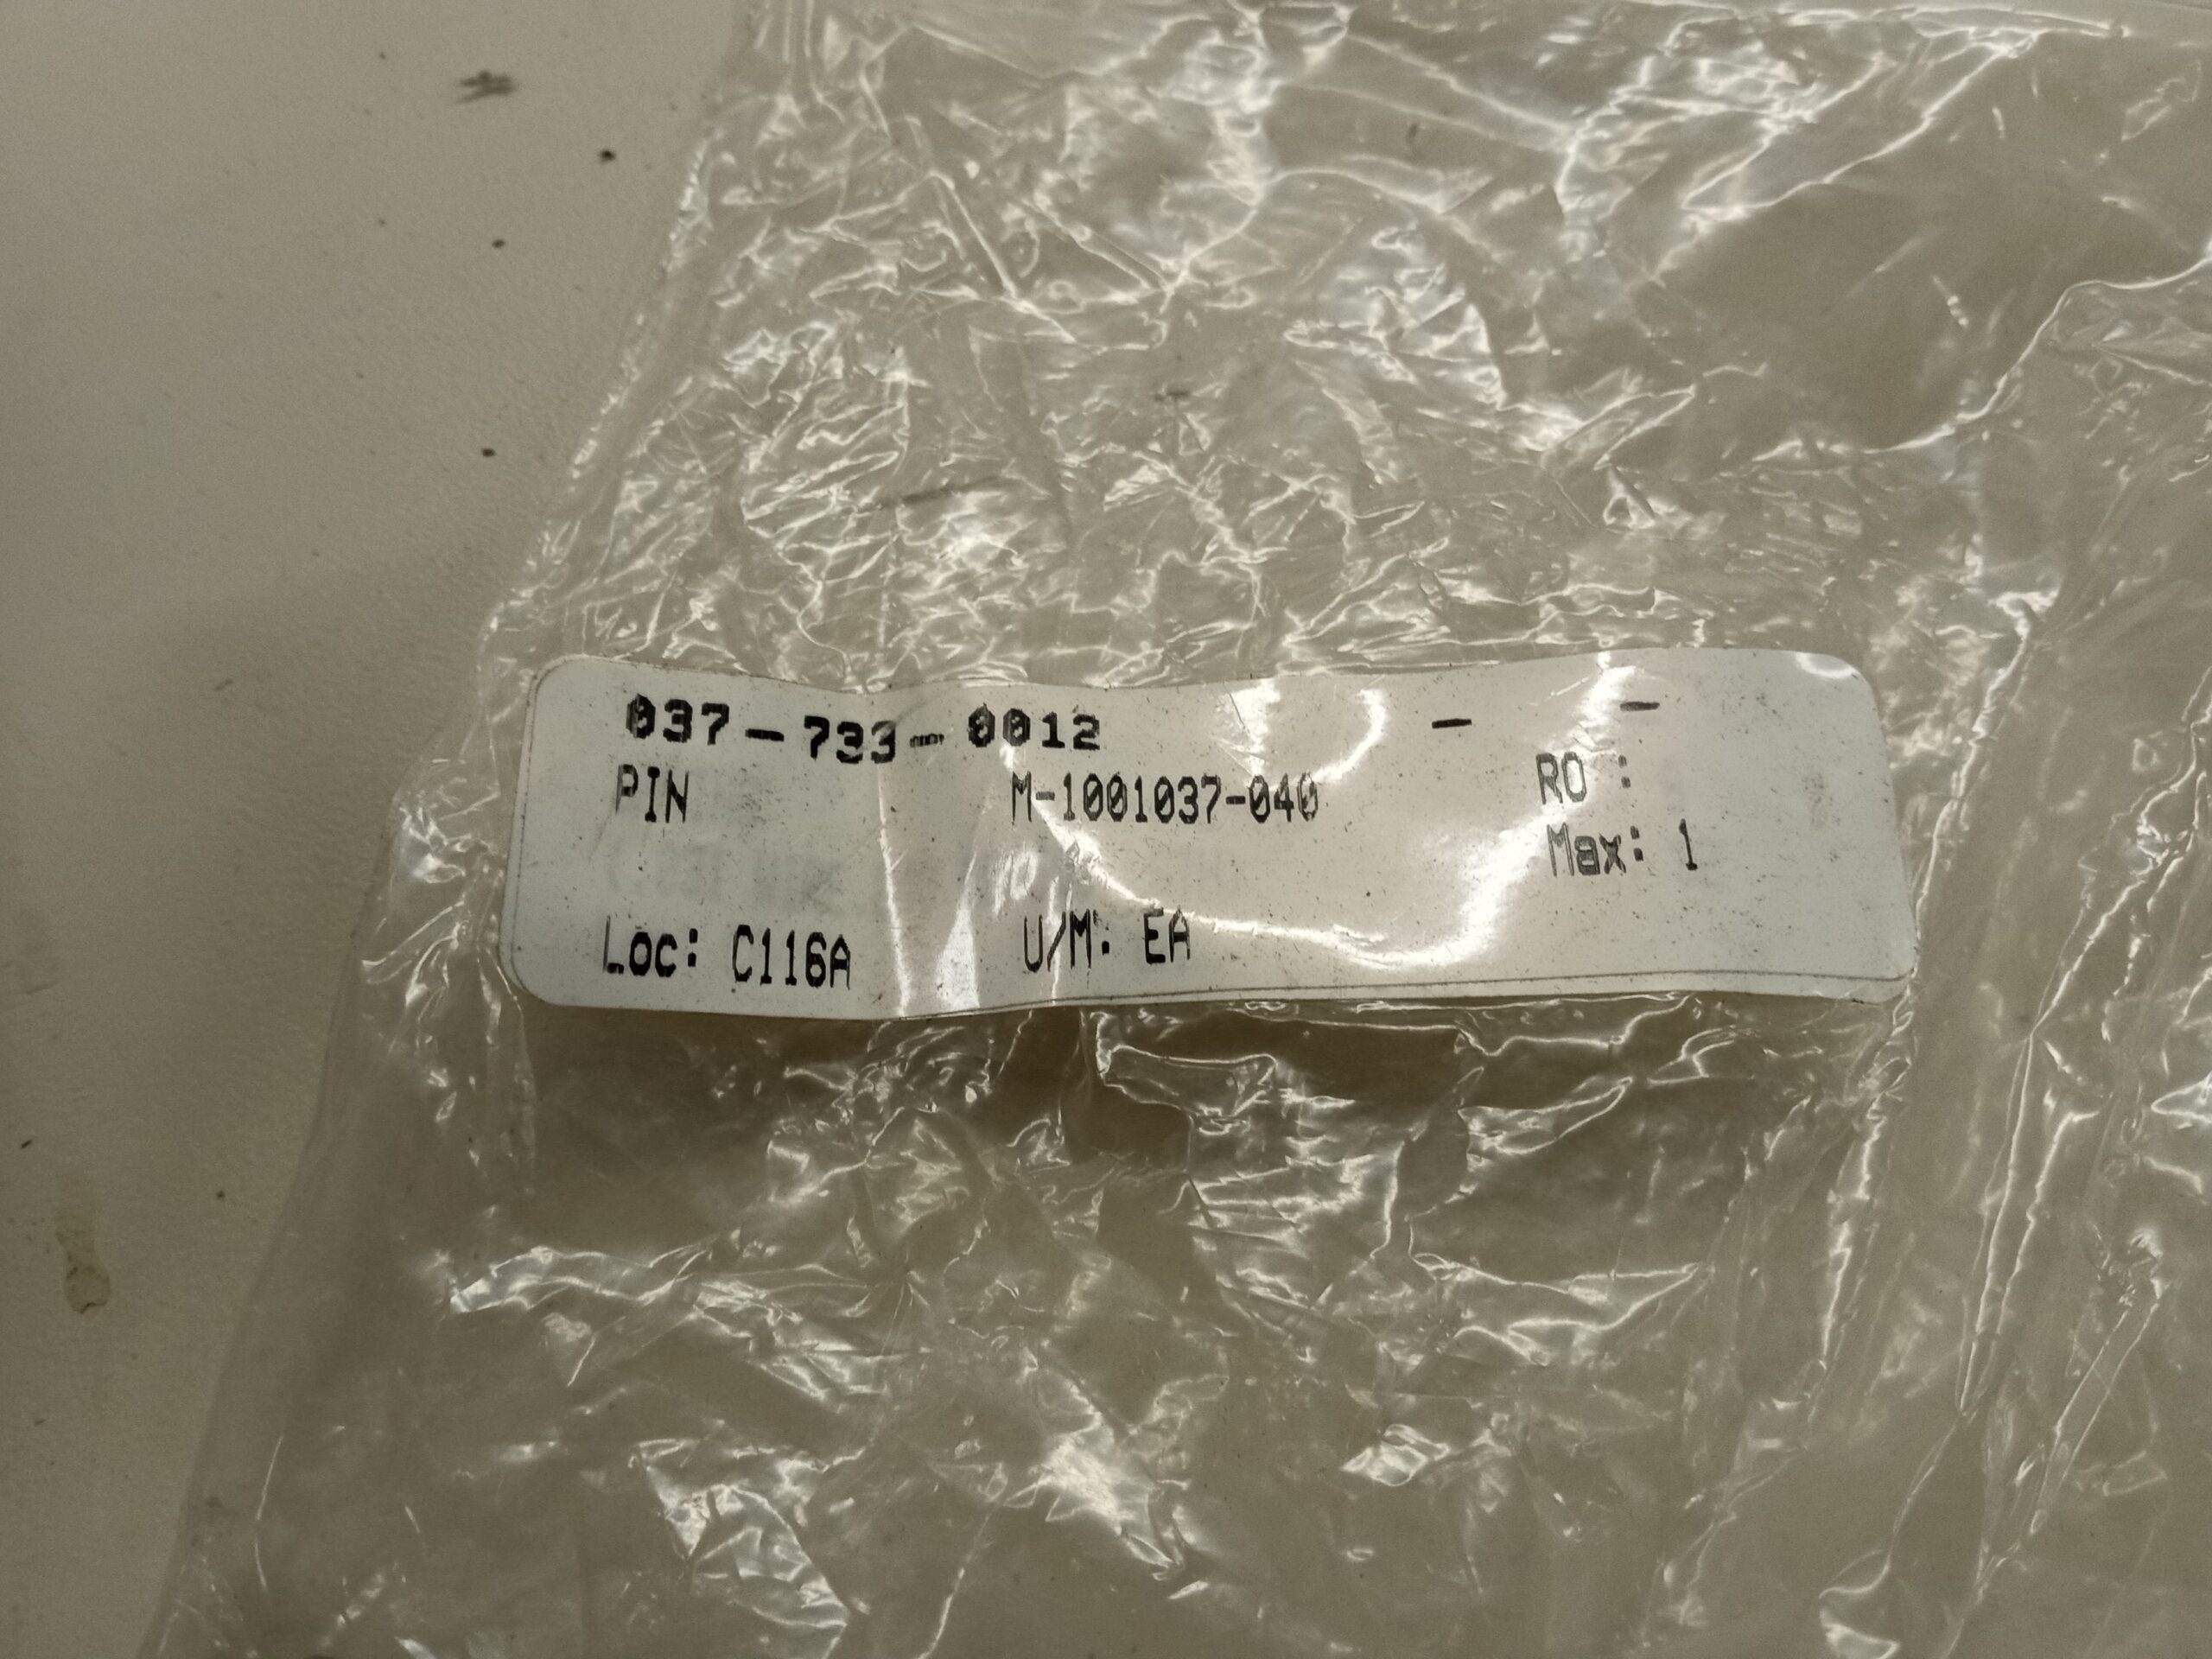 037-733-0012 - -
PIN M-1001037-040 RO :
Max: 1
Loc: C116A U/M: EA